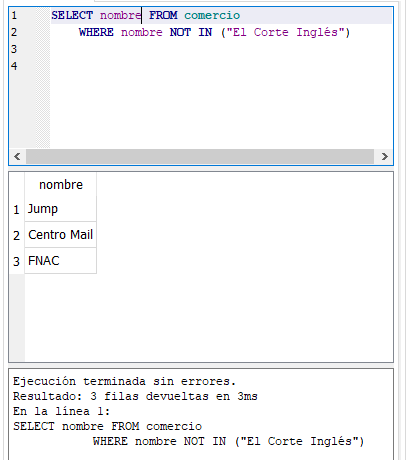 1 SELECT nombre FROM comercio
2 WHERE nombre NOT IN ("El Corte Inglés")
3
4
nombre
1 Jump
2 Centro Mail
3 FNAC
Ejecución terminada sin errores.
Resultado: 3 filas devueltas en 3ms
En la línea 1:
SELECT nombre FROM comercio
WHERE nombre NOT IN ("El Corte Inglés")